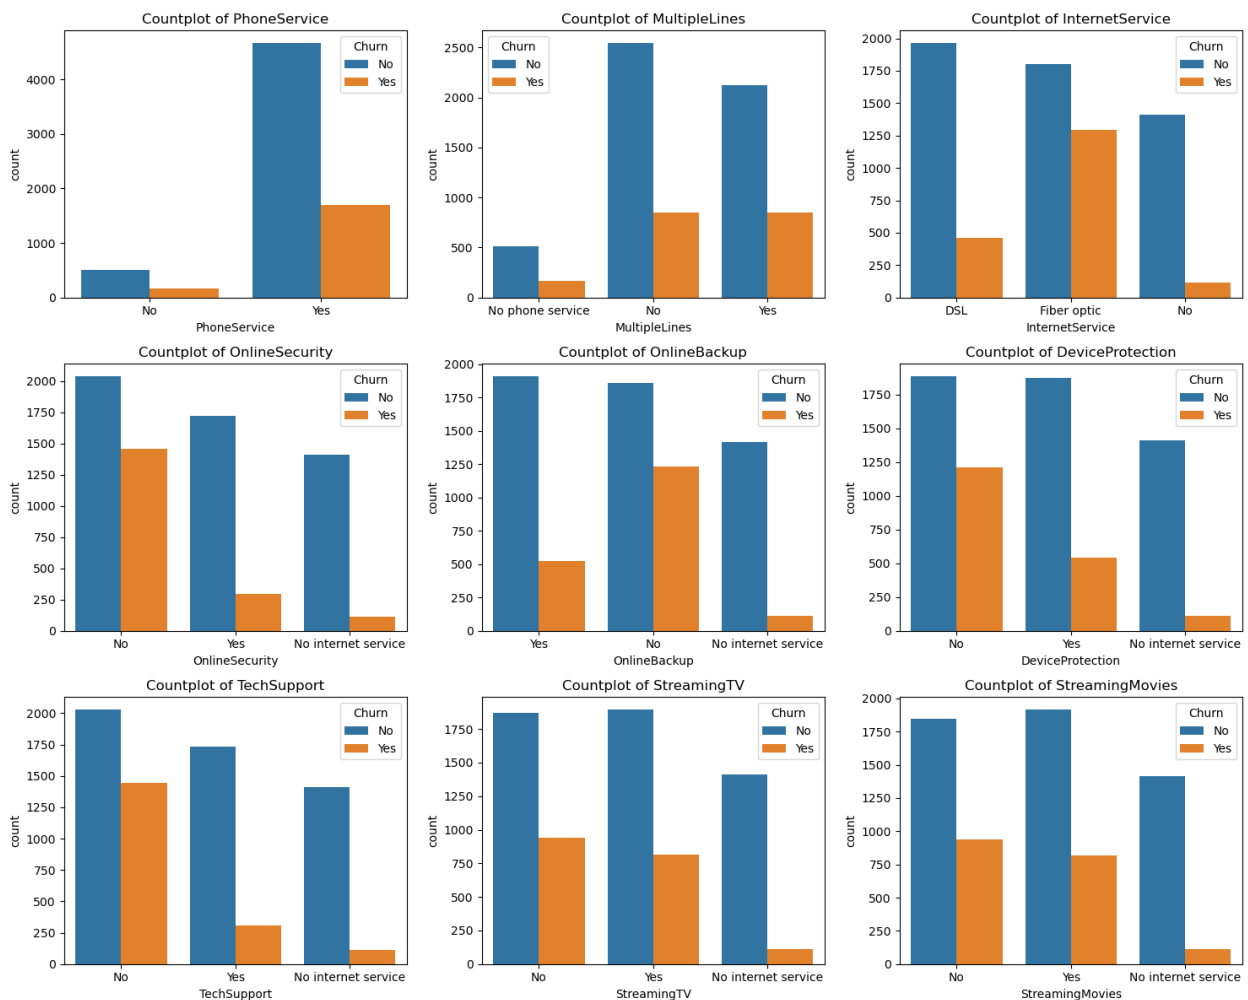 Countplot of PhoneService
4000
3000
2000
1000
0
count
No
Yes
PhoneService
Churn
No
Yes
Countplot of MultipleLines
2500
2000
1500
1000
500
0
count
No phone service
No
Yes
MultipleLines
Churn
No
Yes
Countplot of InternetService
2000
1750
1500
1250
1000
750
500
250
0
count
DSL
Fiber optic
No
InternetService
Churn
No
Yes
Countplot of OnlineSecurity
2000
1750
1500
1250
1000
750
500
250
0
count
No
Yes
No internet service
OnlineSecurity
Churn
No
Yes
Countplot of OnlineBackup
2000
1750
1500
1250
1000
750
500
250
0
count
Yes
No
No internet service
OnlineBackup
Churn
No
Yes
Countplot of DeviceProtection
1750
1500
1250
1000
750
500
250
0
count
No
Yes
No internet service
DeviceProtection
Churn
No
Yes
Countplot of TechSupport
2000
1750
1500
1250
1000
750
500
250
0
count
No
Yes
No internet service
TechSupport
Churn
No
Yes
Countplot of StreamingTV
1750
1500
1250
1000
750
500
250
0
count
No
Yes
No internet service
StreamingTV
Churn
No
Yes
Countplot of StreamingMovies
2000
1750
1500
1250
1000
750
500
250
0
count
No
Yes
No internet service
StreamingMovies
Churn
No
Yes